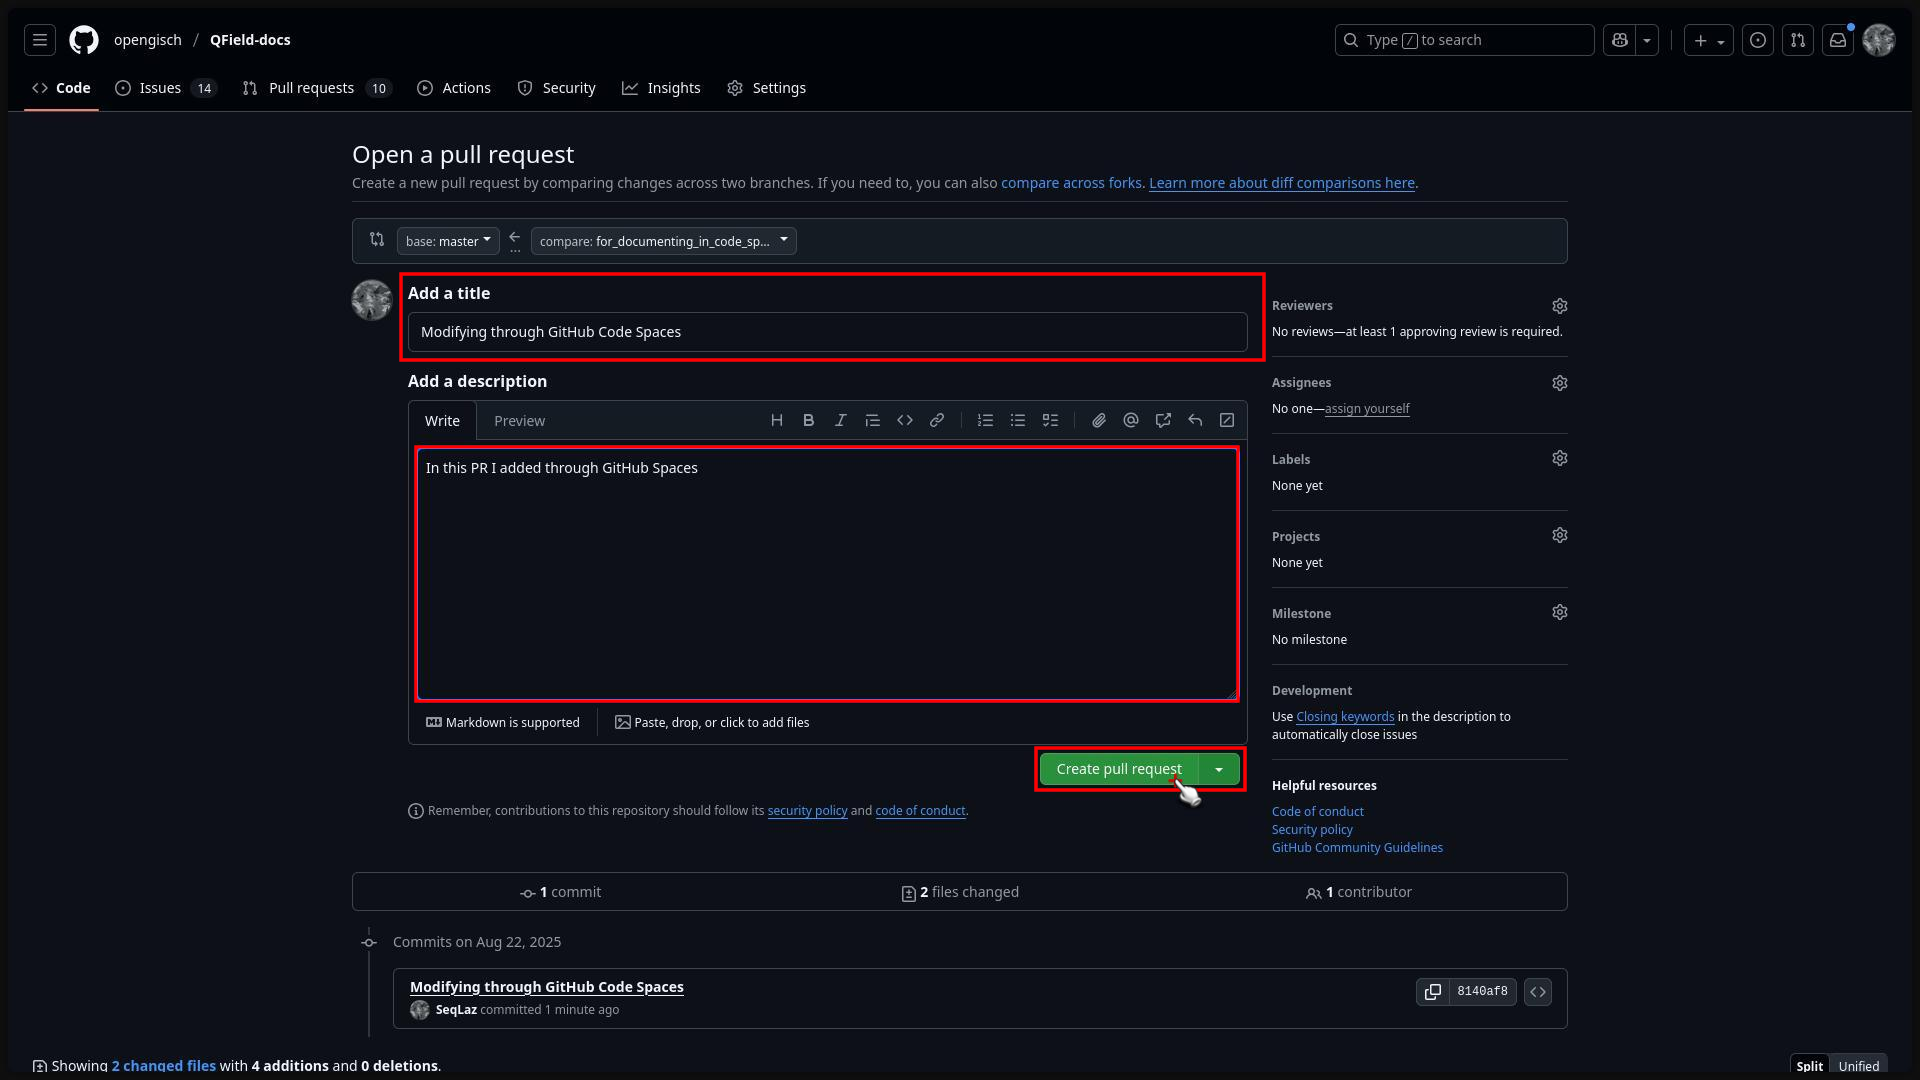 opengisch / QField-docs
Type / to search
Code
Issues 14
Pull requests 10
Actions
Security
Insights
Settings
Open a pull request
Create a new pull request by comparing changes across two branches. If you need to, you can also compare across forks. Learn more about diff comparisons here.
base: master
compare: for_documenting_in_code_sp...
Add a title
Modifying through GitHub Code Spaces
Add a description
Write
Preview
In this PR I added through GitHub Spaces
Markdown is supported
Paste, drop, or click to add files
Create pull request
Remember, contributions to this repository should follow its security policy and code of conduct.
Reviewers
No reviews—at least 1 approving review is required.
Assignees
No one—assign yourself
Labels
None yet
Projects
None yet
Milestone
No milestone
Development
Use Closing keywords in the description to
automatically close issues
Helpful resources
Code of conduct
Security policy
GitHub Community Guidelines
1 commit
2 files changed
1 contributor
Commits on Aug 22, 2025
Modifying through GitHub Code Spaces
SeqLaz committed 1 minute ago
8140af8
Showing 2 changed files with 4 additions and 0 deletions.
Split
Unified